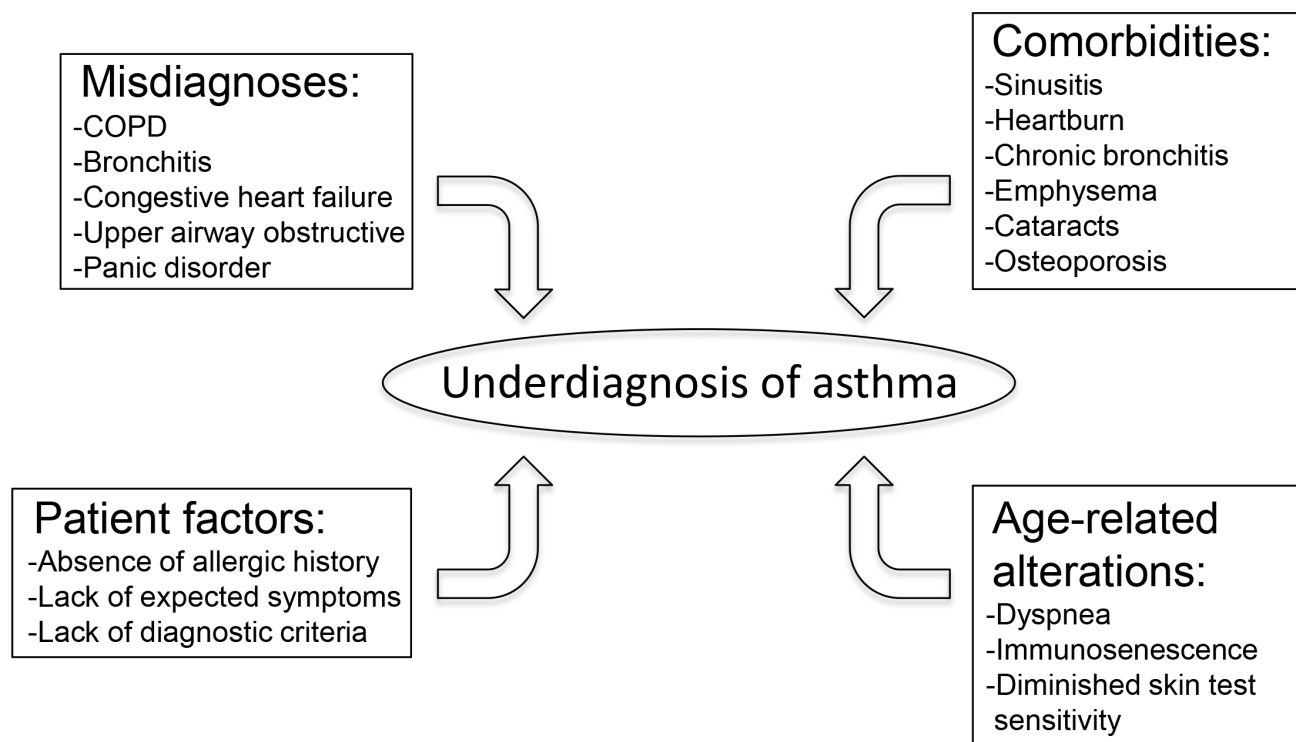 Misdiagnoses:
-COPD
-Bronchitis
-Congestive heart failure
-Upper airway obstructive
-Panic disorder
Comorbidities:
-Sinusitis
-Heartburn
-Chronic bronchitis
-Emphysema
-Cataracts
-Osteoporosis
Underdiagnosis of asthma
Patient factors:
-Absence of allergic history
-Lack of expected symptoms
-Lack of diagnostic criteria
Age-related
alterations:
-Dyspnea
-Immunosenescence
-Diminished skin test
sensitivity